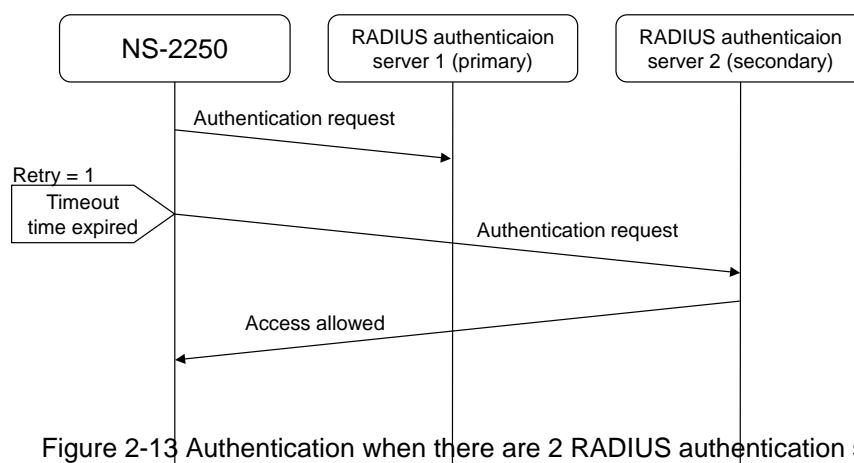 NS-2250
RADIUS authenticaion
server 1 (primary)
RADIUS authenticaion
server 2 (secondary)
Authentication request
Retry = 1
Timeout
time expired
Authentication request
Access allowed
Figure 2-13 Authentication when there are 2 RADIUS authentication